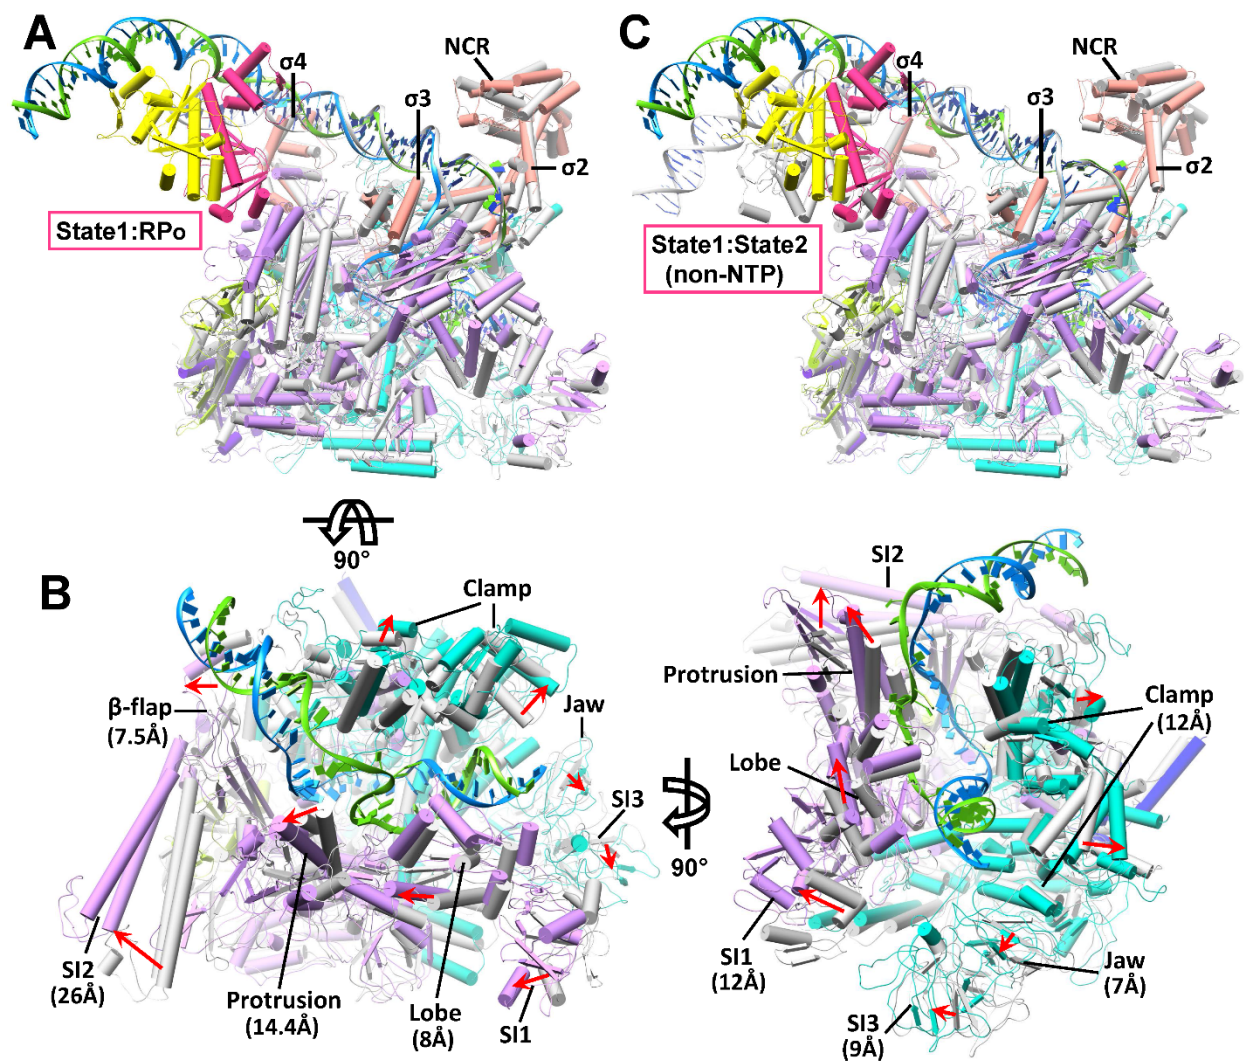 A
NCR
σ4
σ3
σ2
State1:RPo
C
NCR
σ4
σ3
σ2
State1:State2
(non-NTP)
90°
B
Clamp
β-flap
(7.5Å)
Jaw
SI3
SI2
(26Å)
Protrusion
(14.4Å)
Lobe
(8Å)
SI1
90°
SI2
Protrusion
Clamp
(12Å)
Lobe
SI1
(12Å)
Jaw
(7Å)
SI3
(9Å)